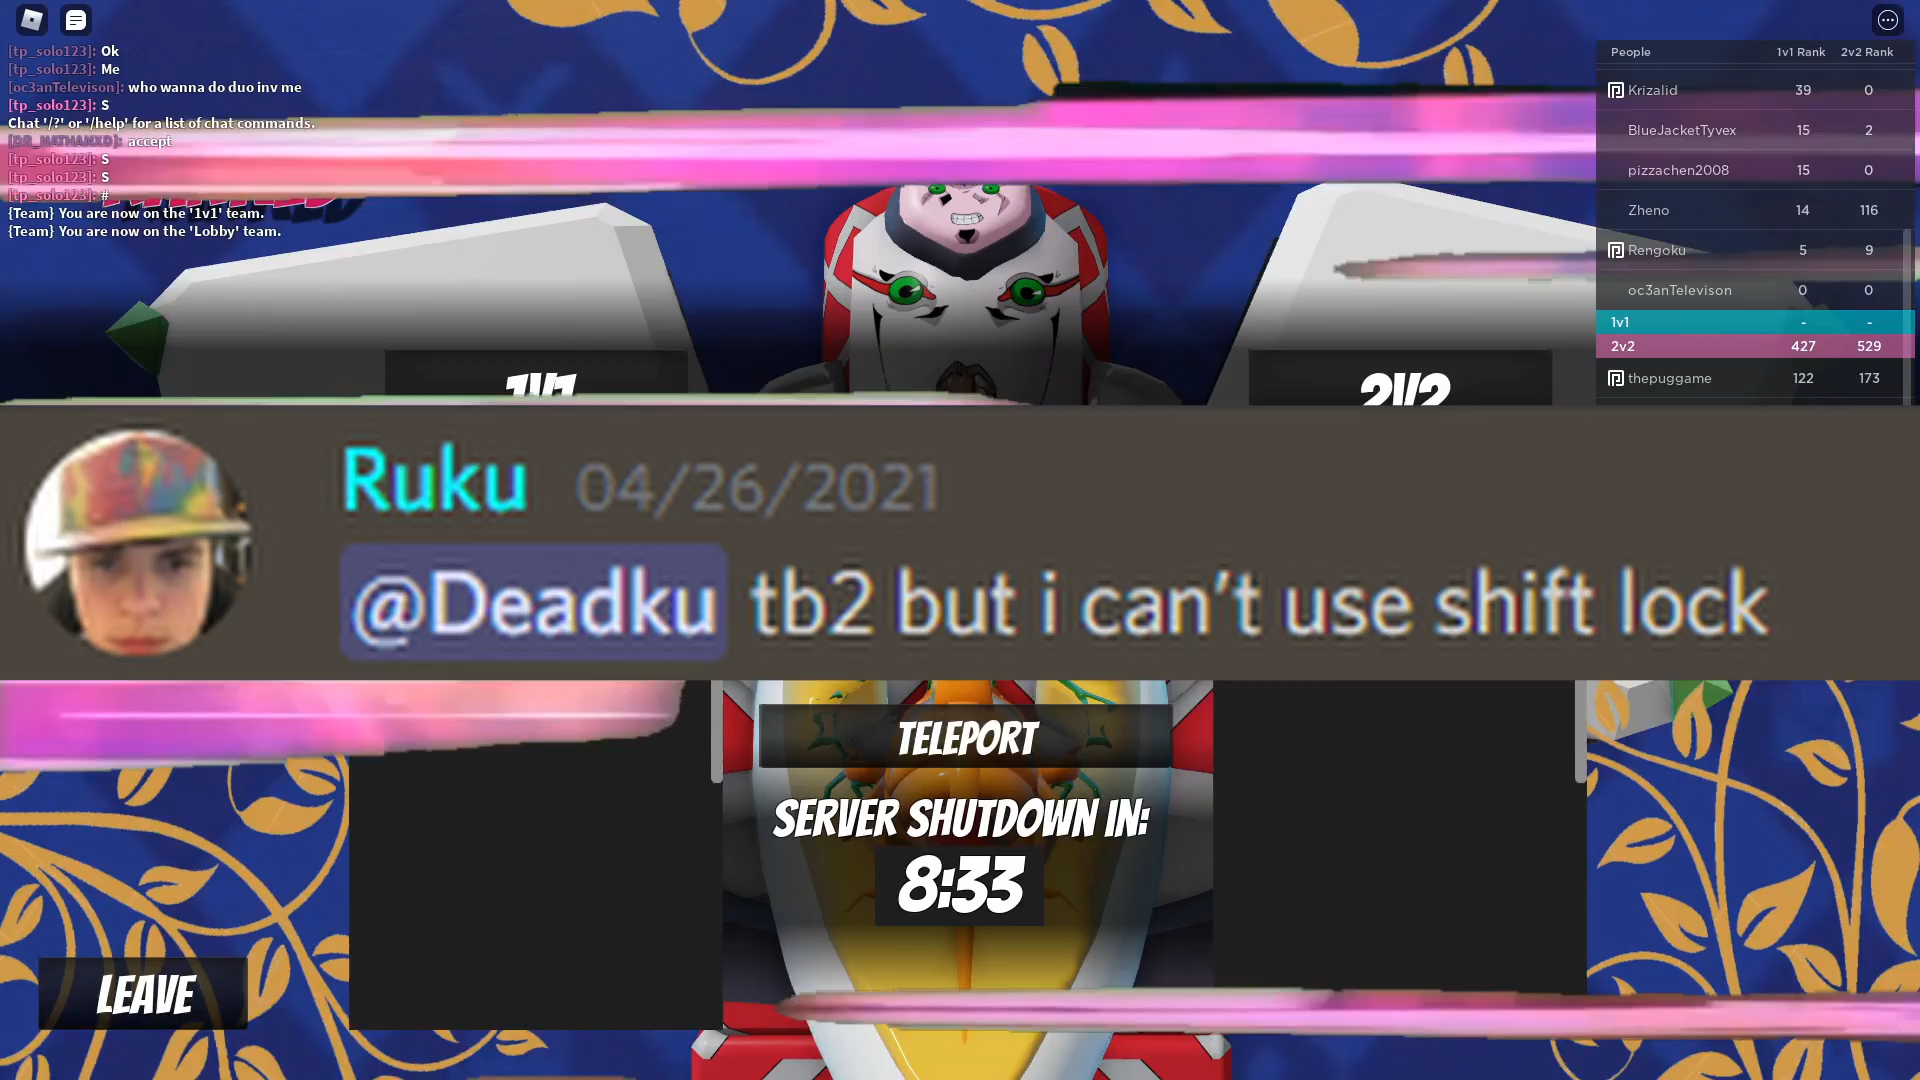 [tp_solo123]: Ok
[tp_solo123]: Me
[oc3anTelevison]: who wanna do duo inv me
[tp_solo123]: S
Chat '/?' or '/help' for a list of chat commands.
[DR_NATHANXD]: accept
[tp_solo123]: S
[tp_solo123]: S
[tp_solo123]: #
{Team} You are now on the '1v1' team.
{Team} You are now on the 'Lobby' team.
People 1v1 Rank 2v2 Rank
Krizalid 39 0
BlueJacketTyvex 15 2
pizzachen2008 15 0
Zheno 14 116
Rengoku 5 9
oc3anTelevison 0 0
1v1 - -
2v2 427 529
thepuggame 122 173
1V1
2V2
Ruku 04/26/2021
@Deadku tb2 but i can't use shift lock
TELEPORT
SERVER SHUTDOWN IN:
8:33
LEAVE